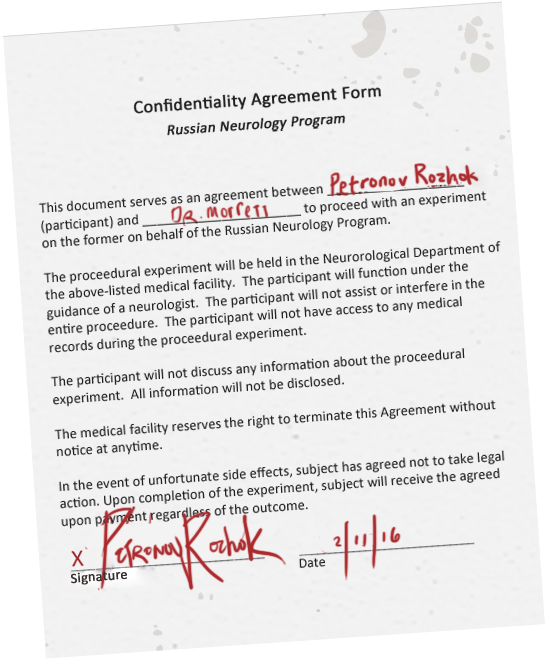 Confidentiality Agreement Form
Russian Neurology Program
This document serves as an agreement between Petronov Rozhok
(participant) and DR. Morreti to proceed with an experiment
on the former on behalf of the Russian Neurology Program.
The proceedural experiment will be held in the Neurorological Department of
the above-listed medical facility. The participant will function under the
guidance of a neurologist. The participant will not assist or interfere in the
entire proceedure. The participant will not have access to any medical
records during the proceedural experiment.
The participant will not discuss any information about the proceedural
experiment. All information will not be disclosed.
The medical facility reserves the right to terminate this Agreement without
notice at anytime.
In the event of unfortunate side effects, subject has agreed not to take legal
action. Upon completion of the experiment, subject will receive the agreed
upon payment regardless of the outcome.
X Petronov Rozhok 2/11/16
Signature Date